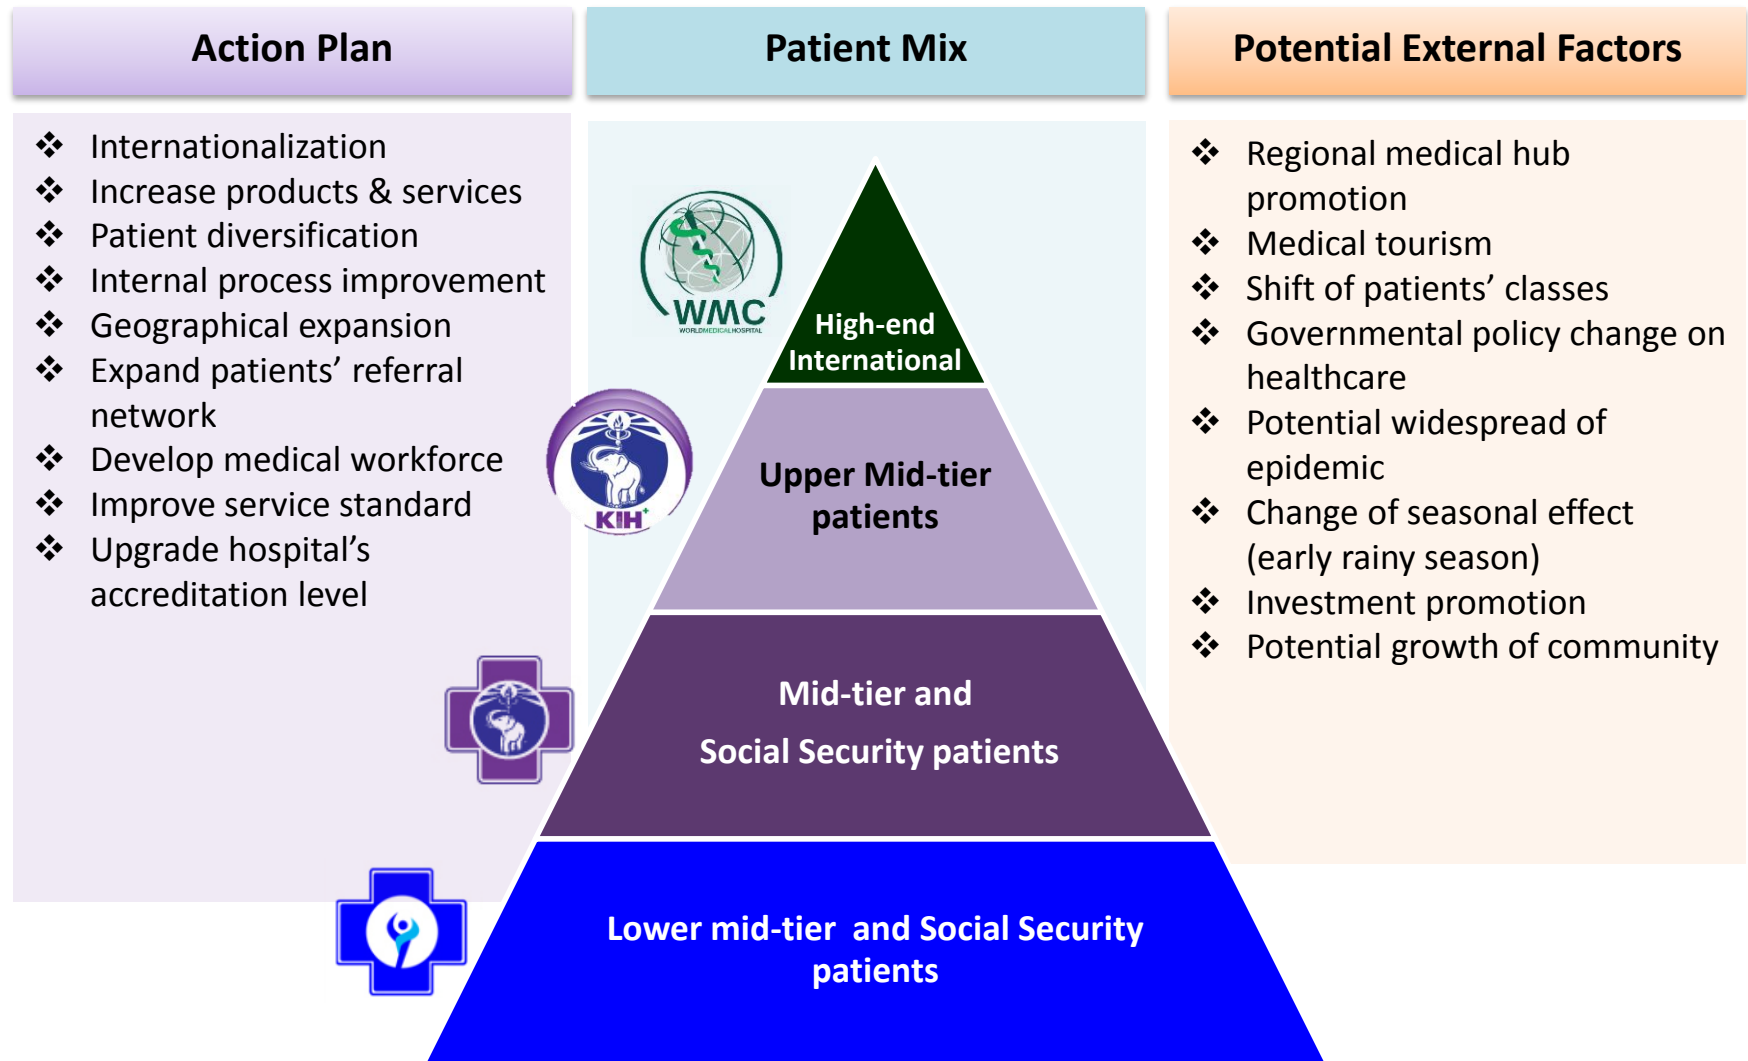 Action Plan
❖ Internationalization
❖ Increase products & services
❖ Patient diversification
❖ Internal process improvement
❖ Geographical expansion
❖ Expand patients’ referral
network
❖ Develop medical workforce
❖ Improve service standard
❖ Upgrade hospital’s
accreditation level
Patient Mix
WMC
WORLDMEDICALHOSPITAL
High-end
International
KIH+
Upper Mid-tier
patients
Mid-tier and
Social Security patients
Lower mid-tier and Social Security
patients
Potential External Factors
❖ Regional medical hub
promotion
❖ Medical tourism
❖ Shift of patients’ classes
❖ Governmental policy change on
healthcare
❖ Potential widespread of
epidemic
❖ Change of seasonal effect
(early rainy season)
❖ Investment promotion
❖ Potential growth of community